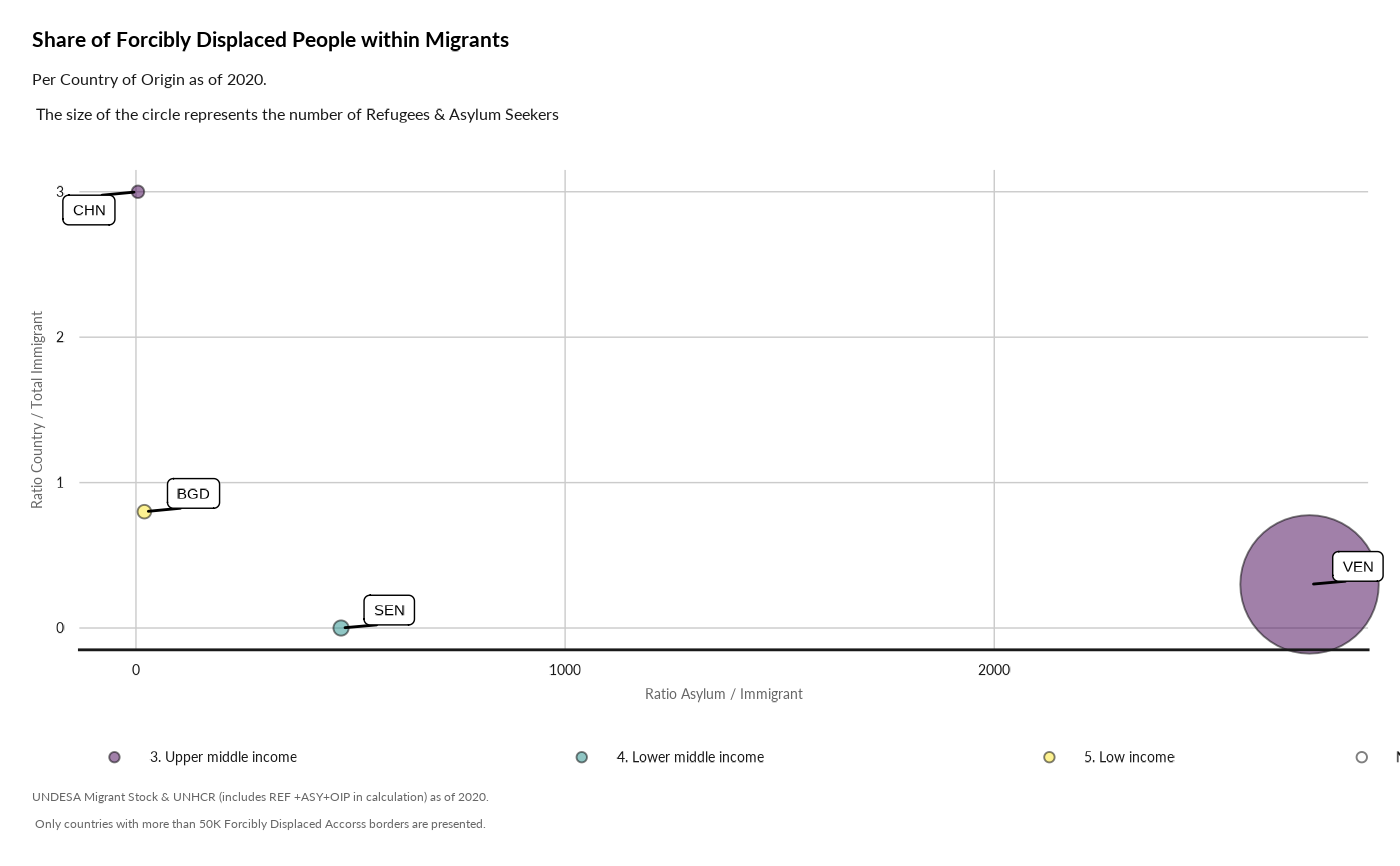 Share of Forcibly Displaced People within Migrants
Per Country of Origin as of 2020.
The size of the circle represents the number of Refugees & Asylum Seekers
3
CHN
Ratio Country / Total Immigrant
2
1
BGD
VEN
SEN
0
0
1000
2000
Ratio Asylum / Immigrant
3. Upper middle income
4. Lower middle income
5. Low income
UNDESA Migrant Stock & UNHCR (includes REF +ASY+OIP in calculation) as of 2020.
Only countries with more than 50K Forcibly Displaced Accorss borders are presented.